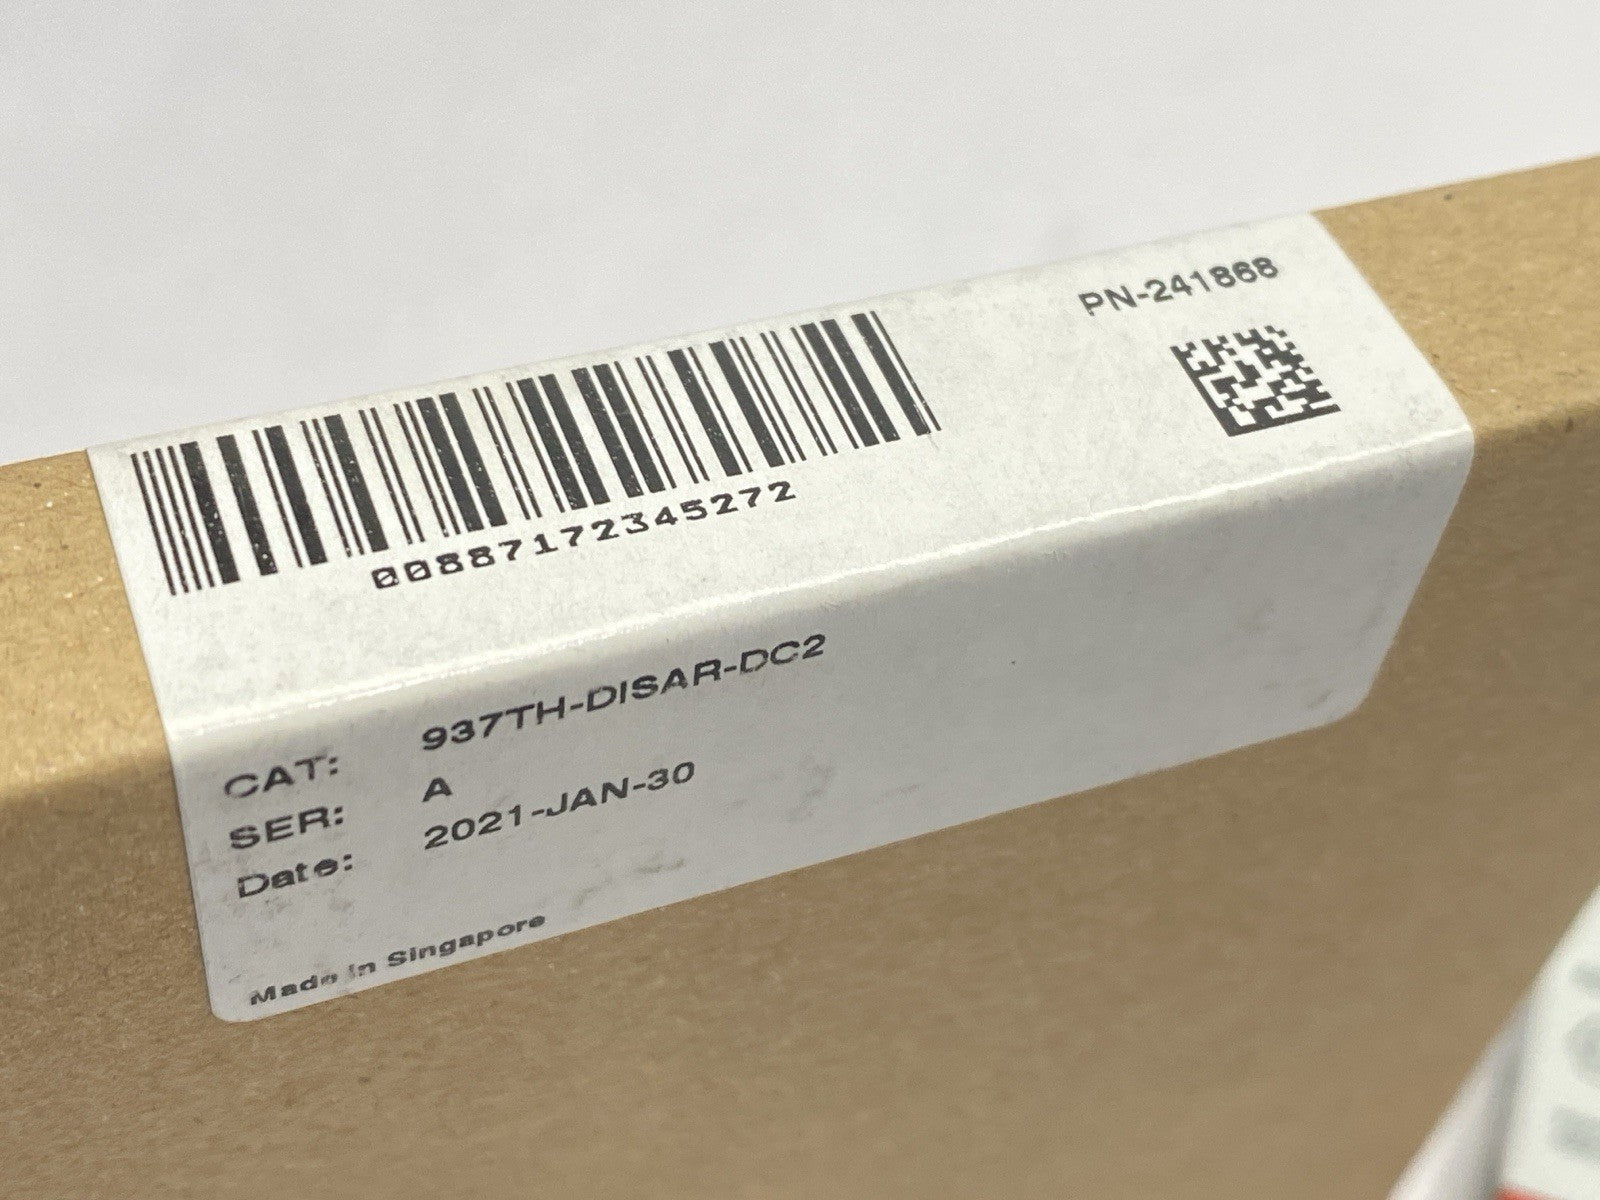 PN-241868
00887172345272
CAT: 937TH-DISAR-DC2
SER: A
Date: 2021-JAN-30
Made in Singapore